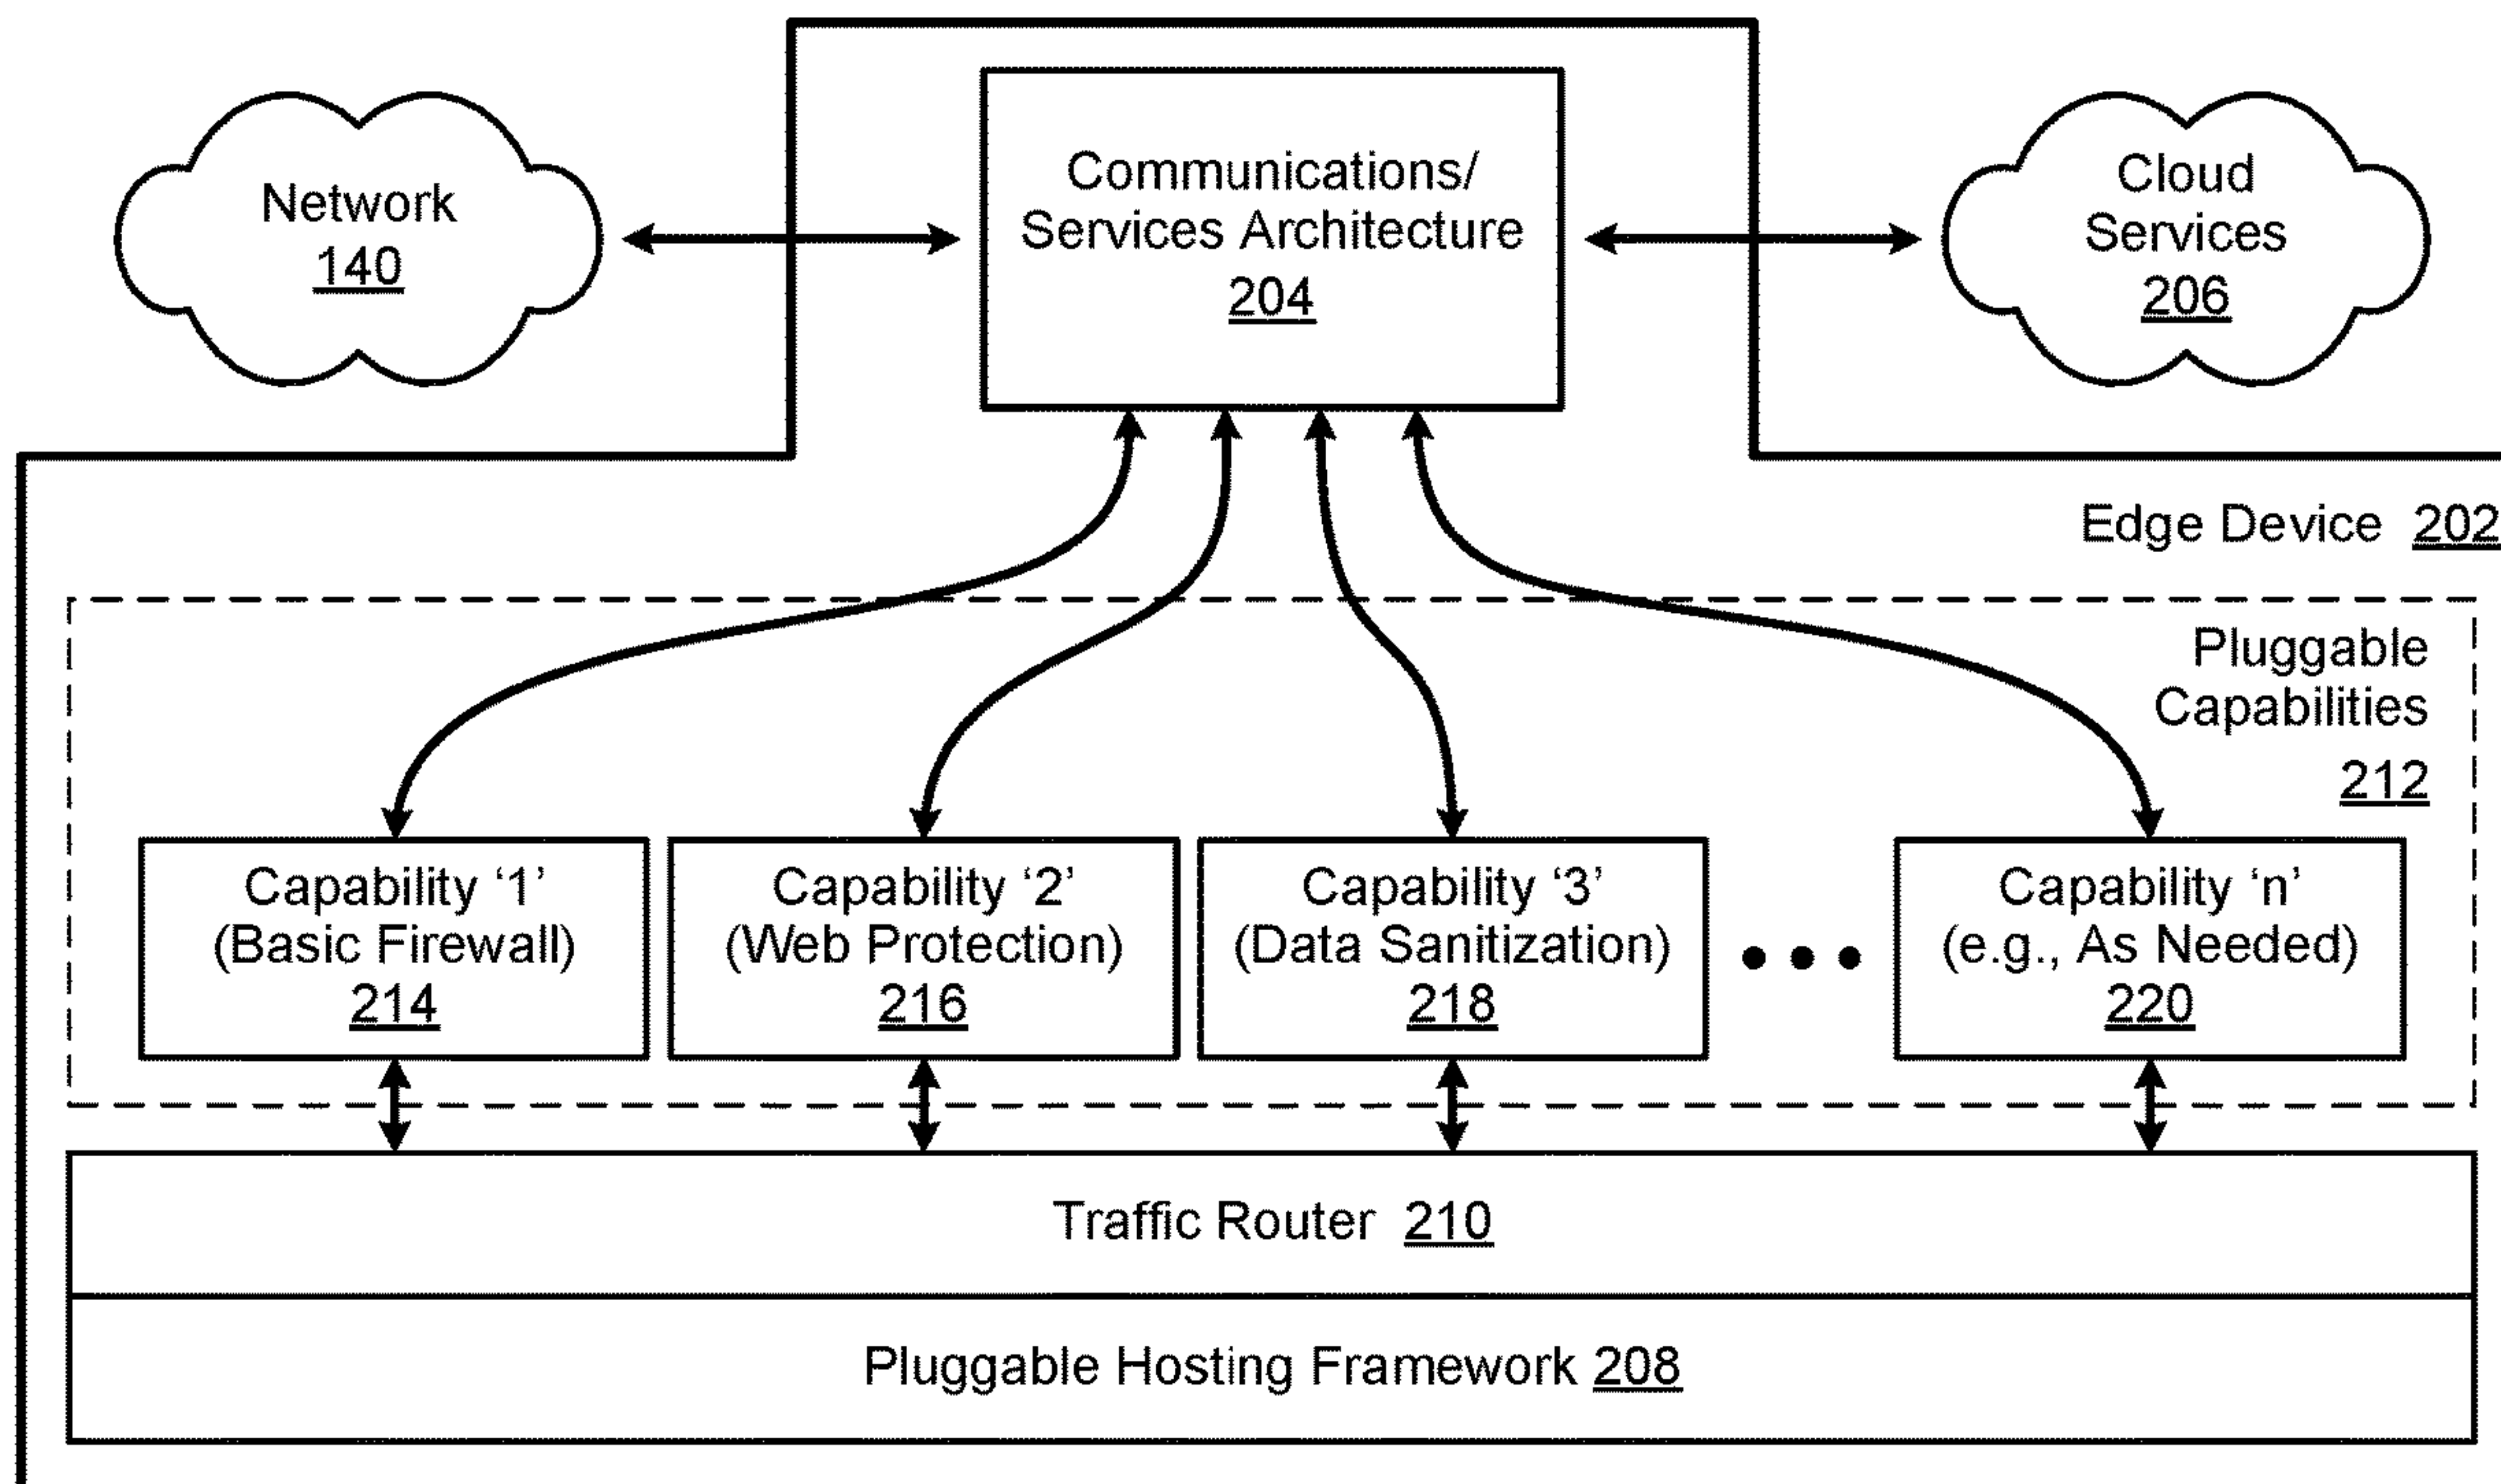 Network
140
Communications/
Services Architecture
204
Cloud
Services
206
Edge Device 202
Pluggable
Capabilities
212
Capability ‘1’
(Basic Firewall)
214
Capability ‘2’
(Web Protection)
216
Capability ‘3’
(Data Sanitization)
218
Capability ‘n’
(e.g., As Needed)
220
Traffic Router 210
Pluggable Hosting Framework 208